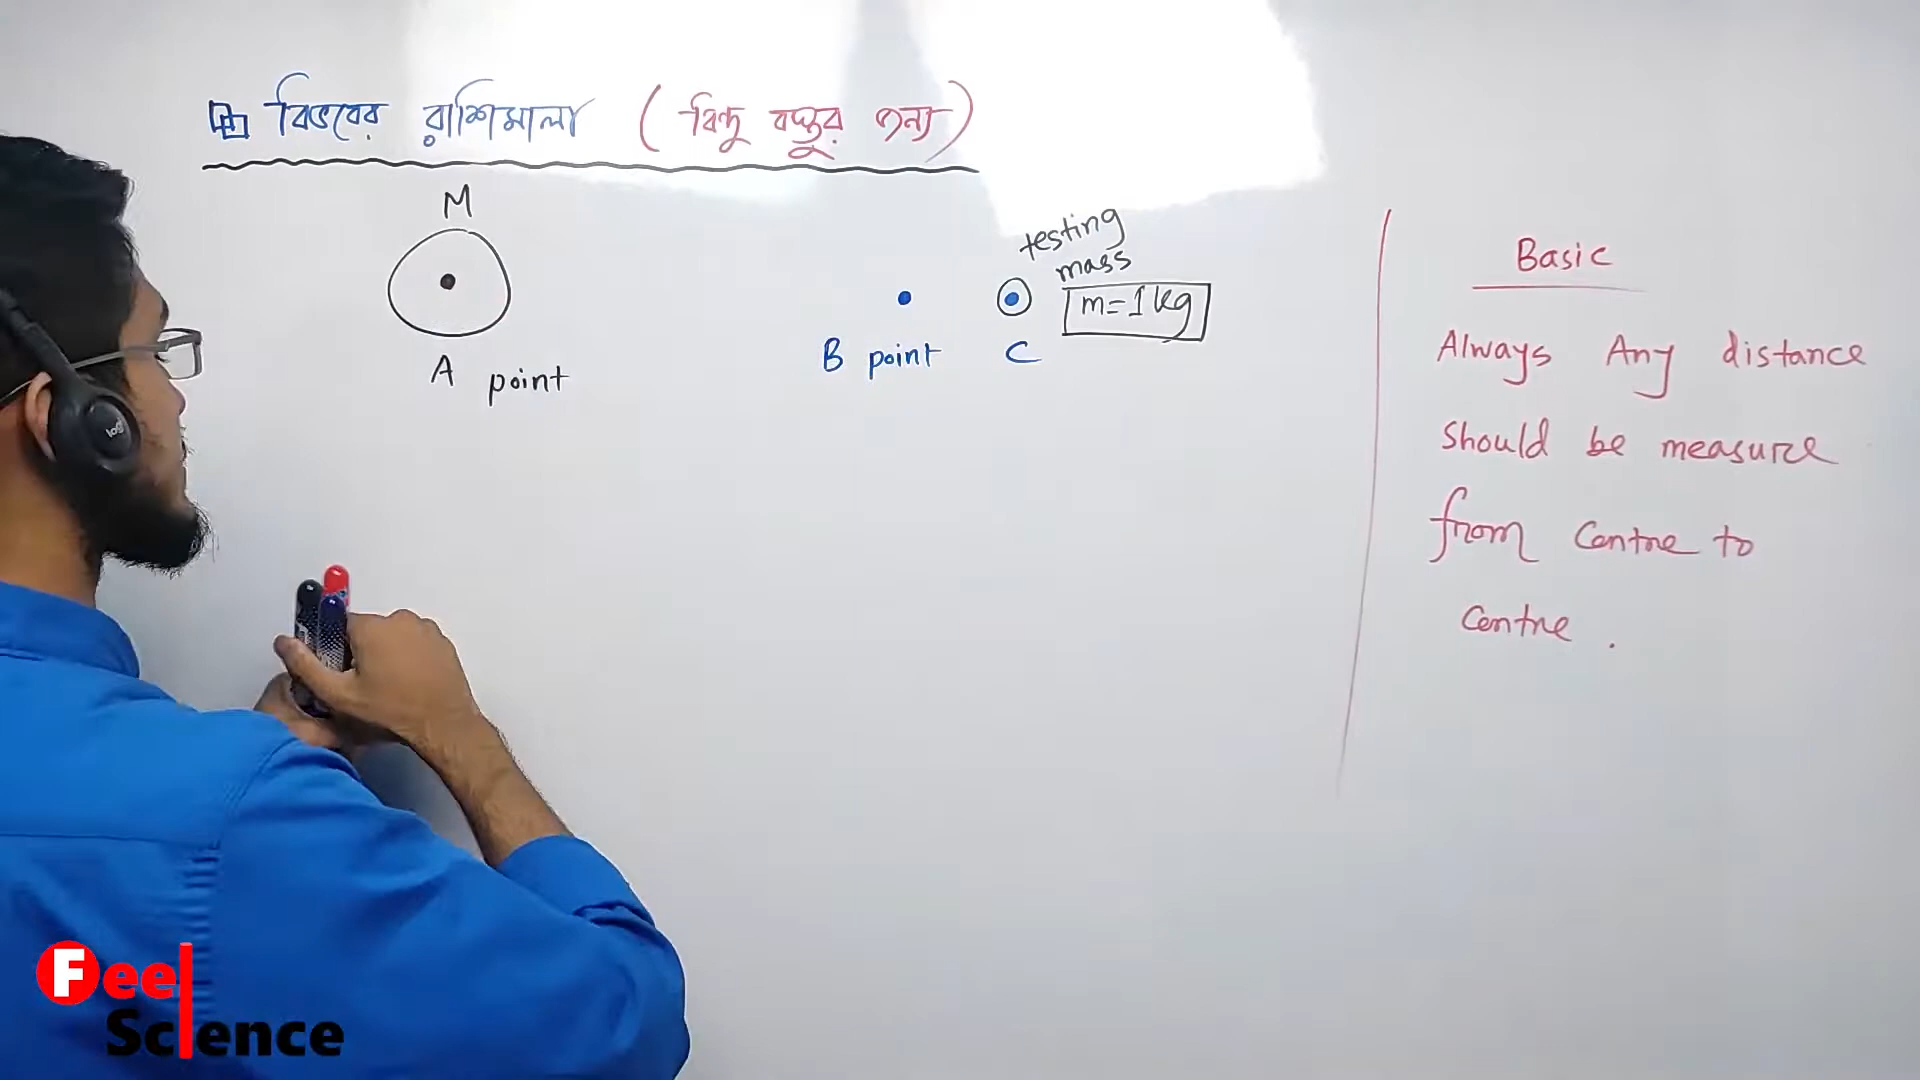 বিভবের রাশিমালা (বিন্দু বস্তুর জন্য)
M
A point
B point
C
testing
mass
m=1kg
Basic
Always Any distance
should be measure
from Centre to
Centre .
Feel
Science